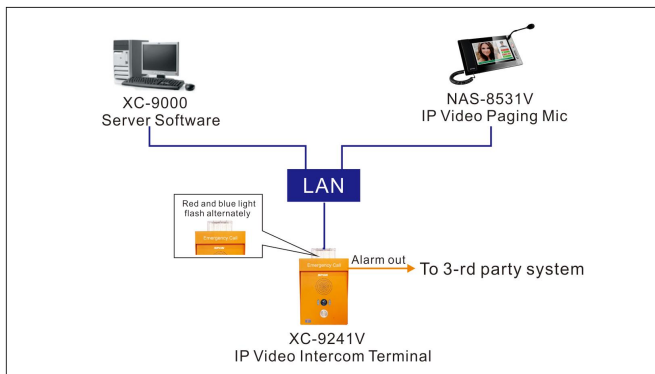 XC-9000
Server Software
NAS-8531V
IP Video Paging Mic
LAN
Red and blue light
flash alternately
Emergency Call
Emergency Call
Alarm out
To 3-rd party system
XC-9241V
IP Video Intercom Terminal